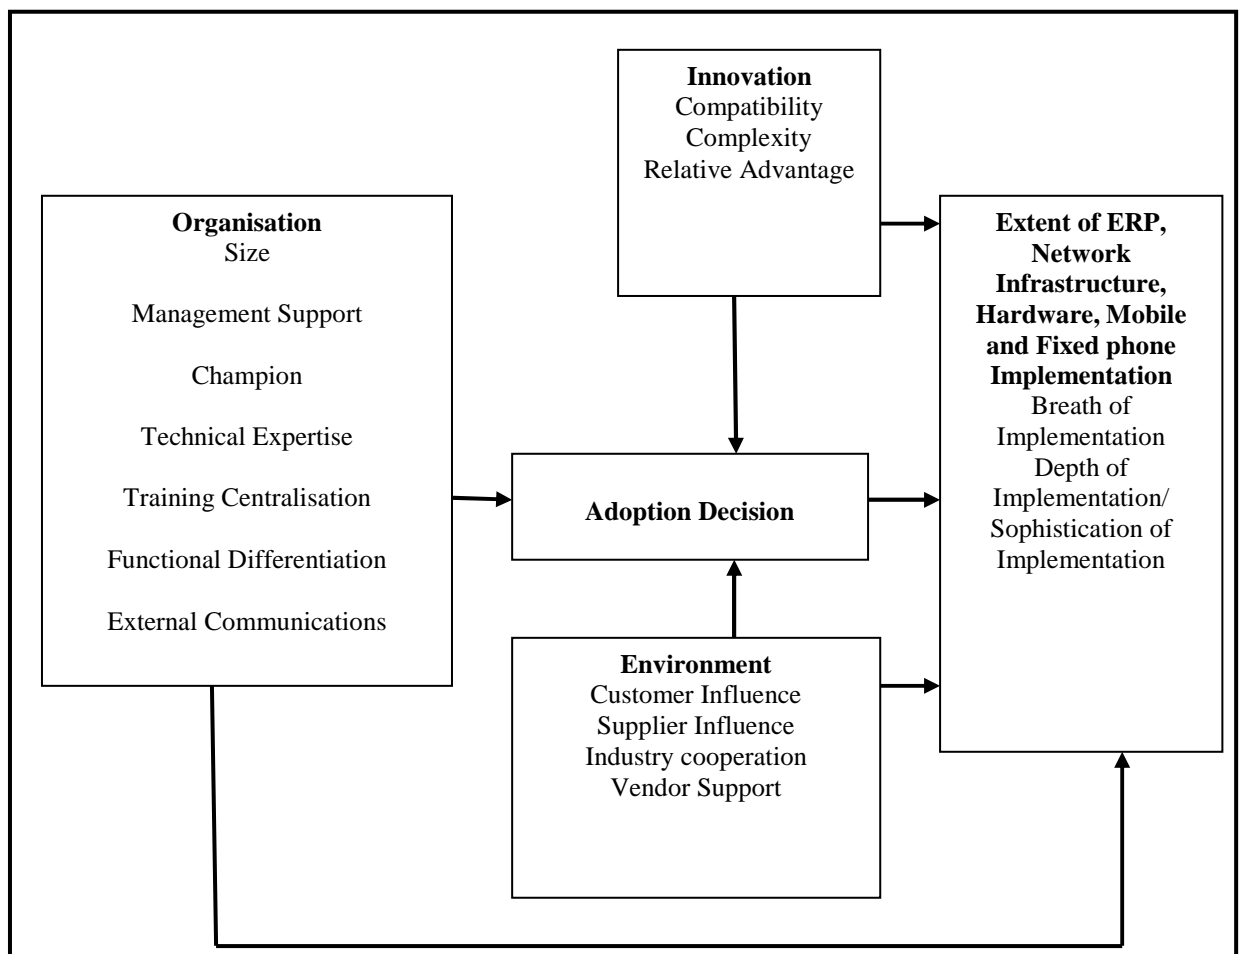 Innovation
Compatibility
Complexity
Relative Advantage
Organisation
Size
Management Support
Champion
Technical Expertise
Training Centralisation
Functional Differentiation
External Communications
Adoption Decision
Environment
Customer Influence
Supplier Influence
Industry cooperation
Vendor Support
Extent of ERP,
Network
Infrastructure,
Hardware, Mobile
and Fixed phone
Implementation
Breath of
Implementation
Depth of
Implementation/
Sophistication of
Implementation